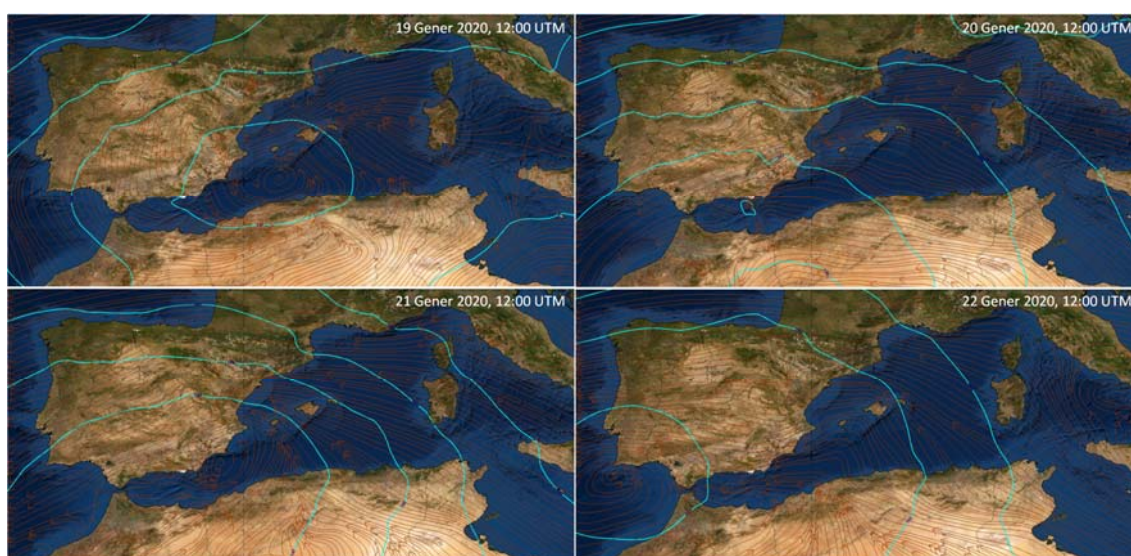 19 Gener 2020, 12:00 UTM
20 Gener 2020, 12:00 UTM
21 Gener 2020, 12:00 UTM
22 Gener 2020, 12:00 UTM